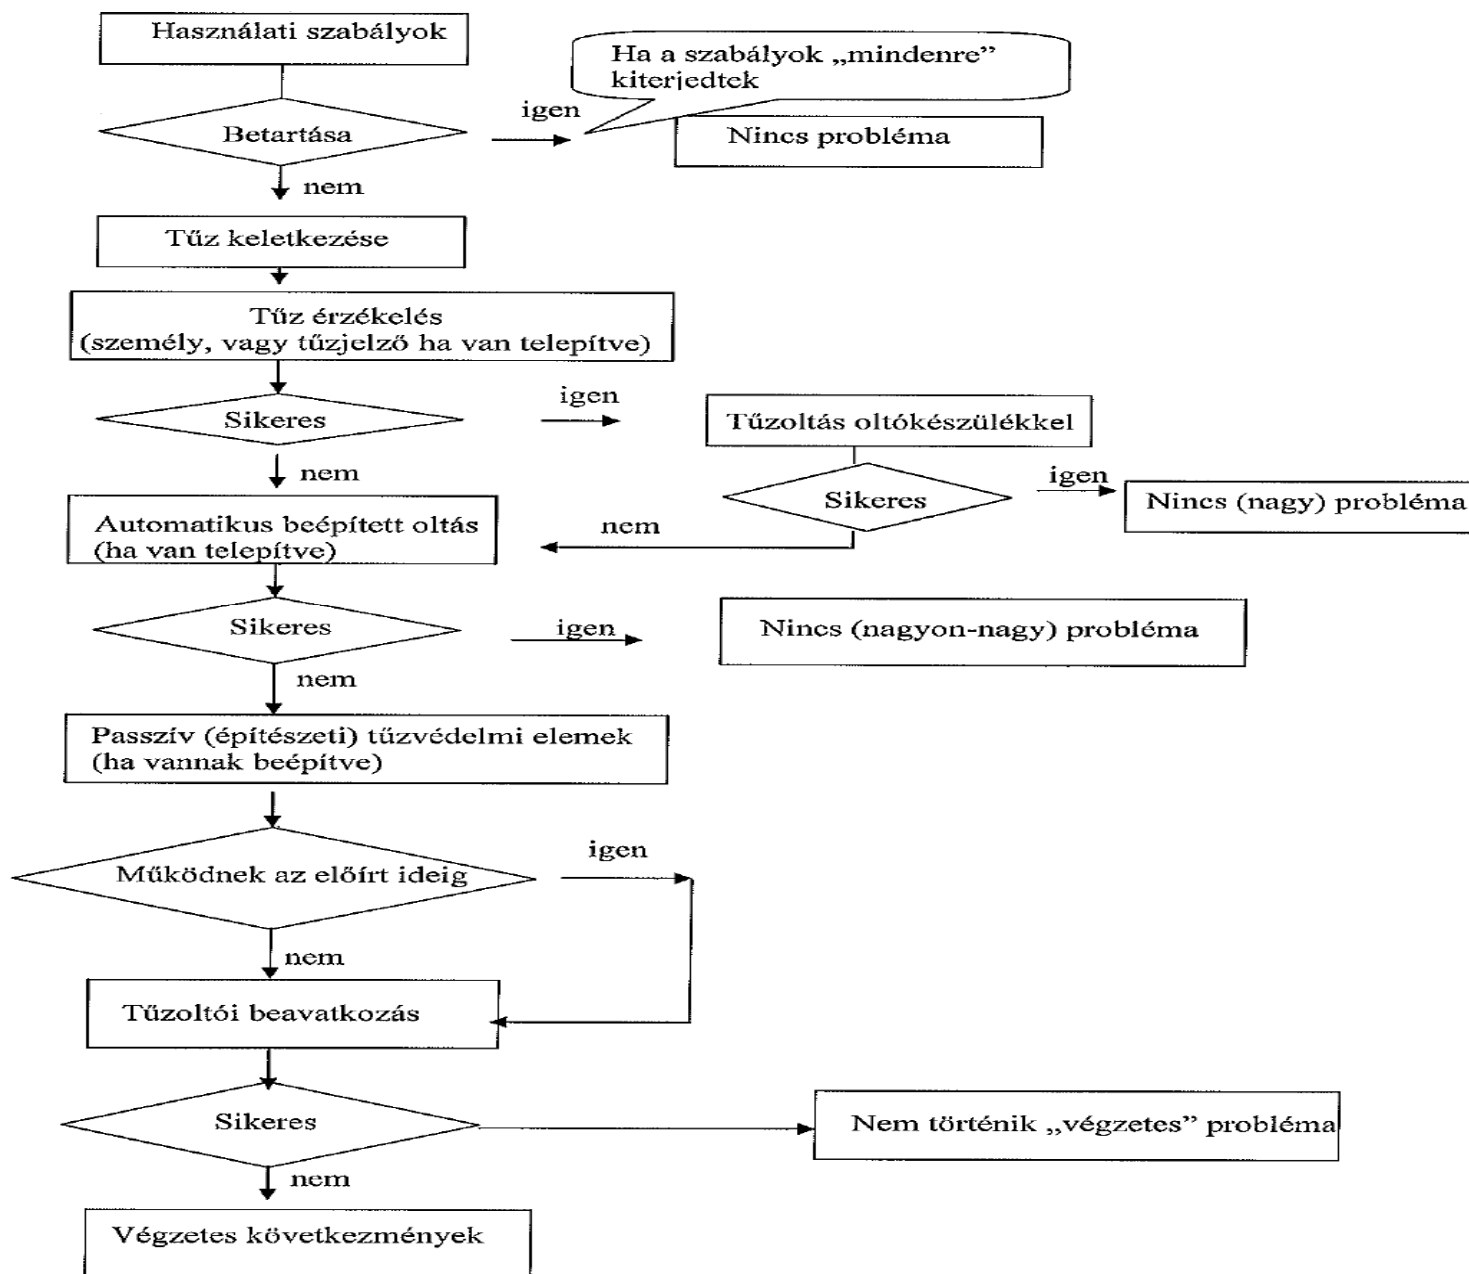 Használati szabályok
Ha a szabályok „mindenre”
kiterjedtek
igen
Betartása
Nincs probléma
nem
Tűz keletkezése
Tűz érzékelés
(személy, vagy tűzjelző ha van telepítve)
igen
Sikeres
Tűzoltás oltókészülékkel
nem
igen
Sikeres
Nincs (nagy) probléma
Automatikus beépített oltás
(ha van telepítve)
nem
Sikeres
igen
Nincs (nagyon-nagy) probléma
nem
Passzív (építészeti) tűzvédelmi elemek
(ha vannak beépítve)
igen
Működnek az előírt ideig
nem
Tűzoltói beavatkozás
Sikeres
Nem történik „végzetes” probléma
nem
Végzetes következmények